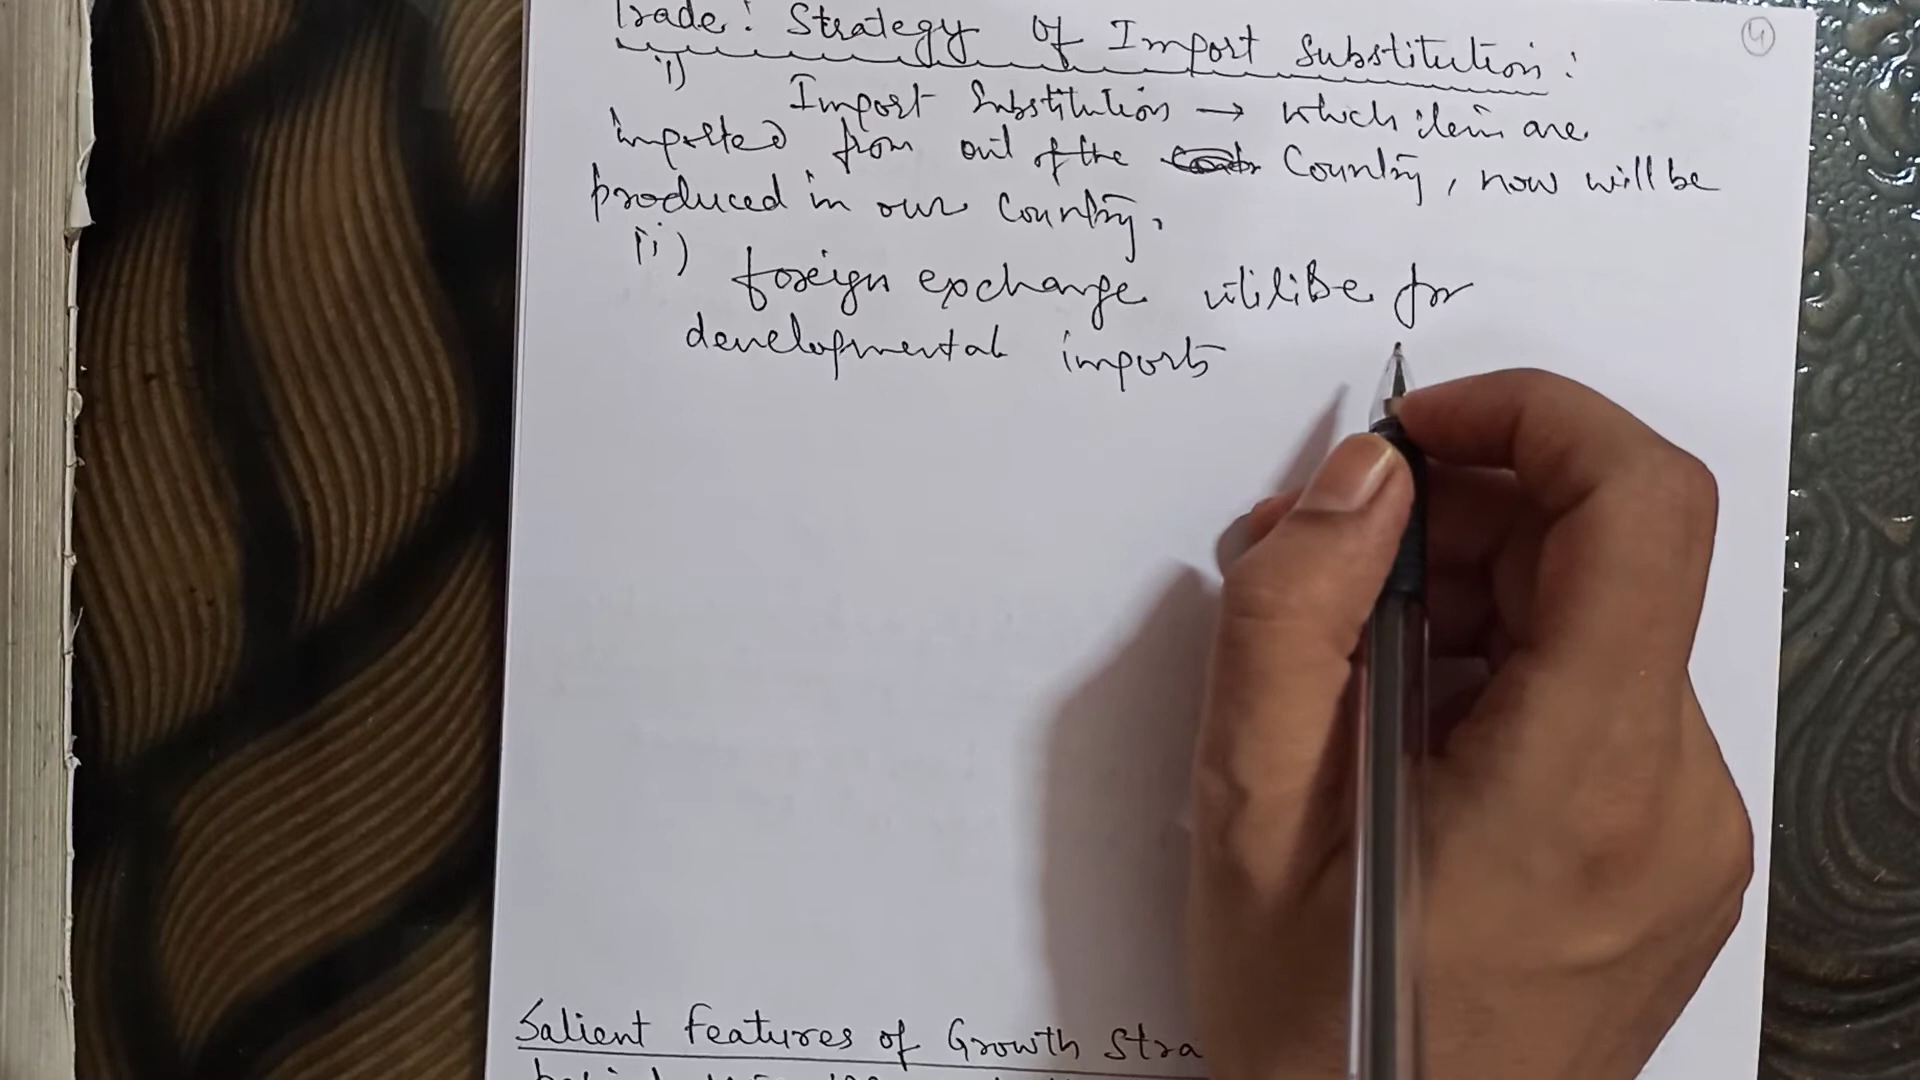 Trade: Strategy Of Import Substitution:
4
i)
Import Substitution → which item are
imported from out of the Country, now will be
produced in our Country.
ii)
foreign exchange utilise for
developmental imports
Salient features of Growth Stra